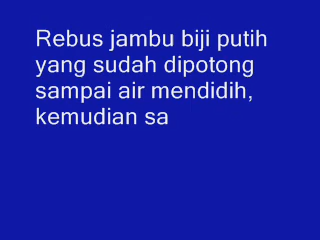 Rebus jambu biji putih
yang sudah dipotong
sampai air mendidih,
kemudian sa